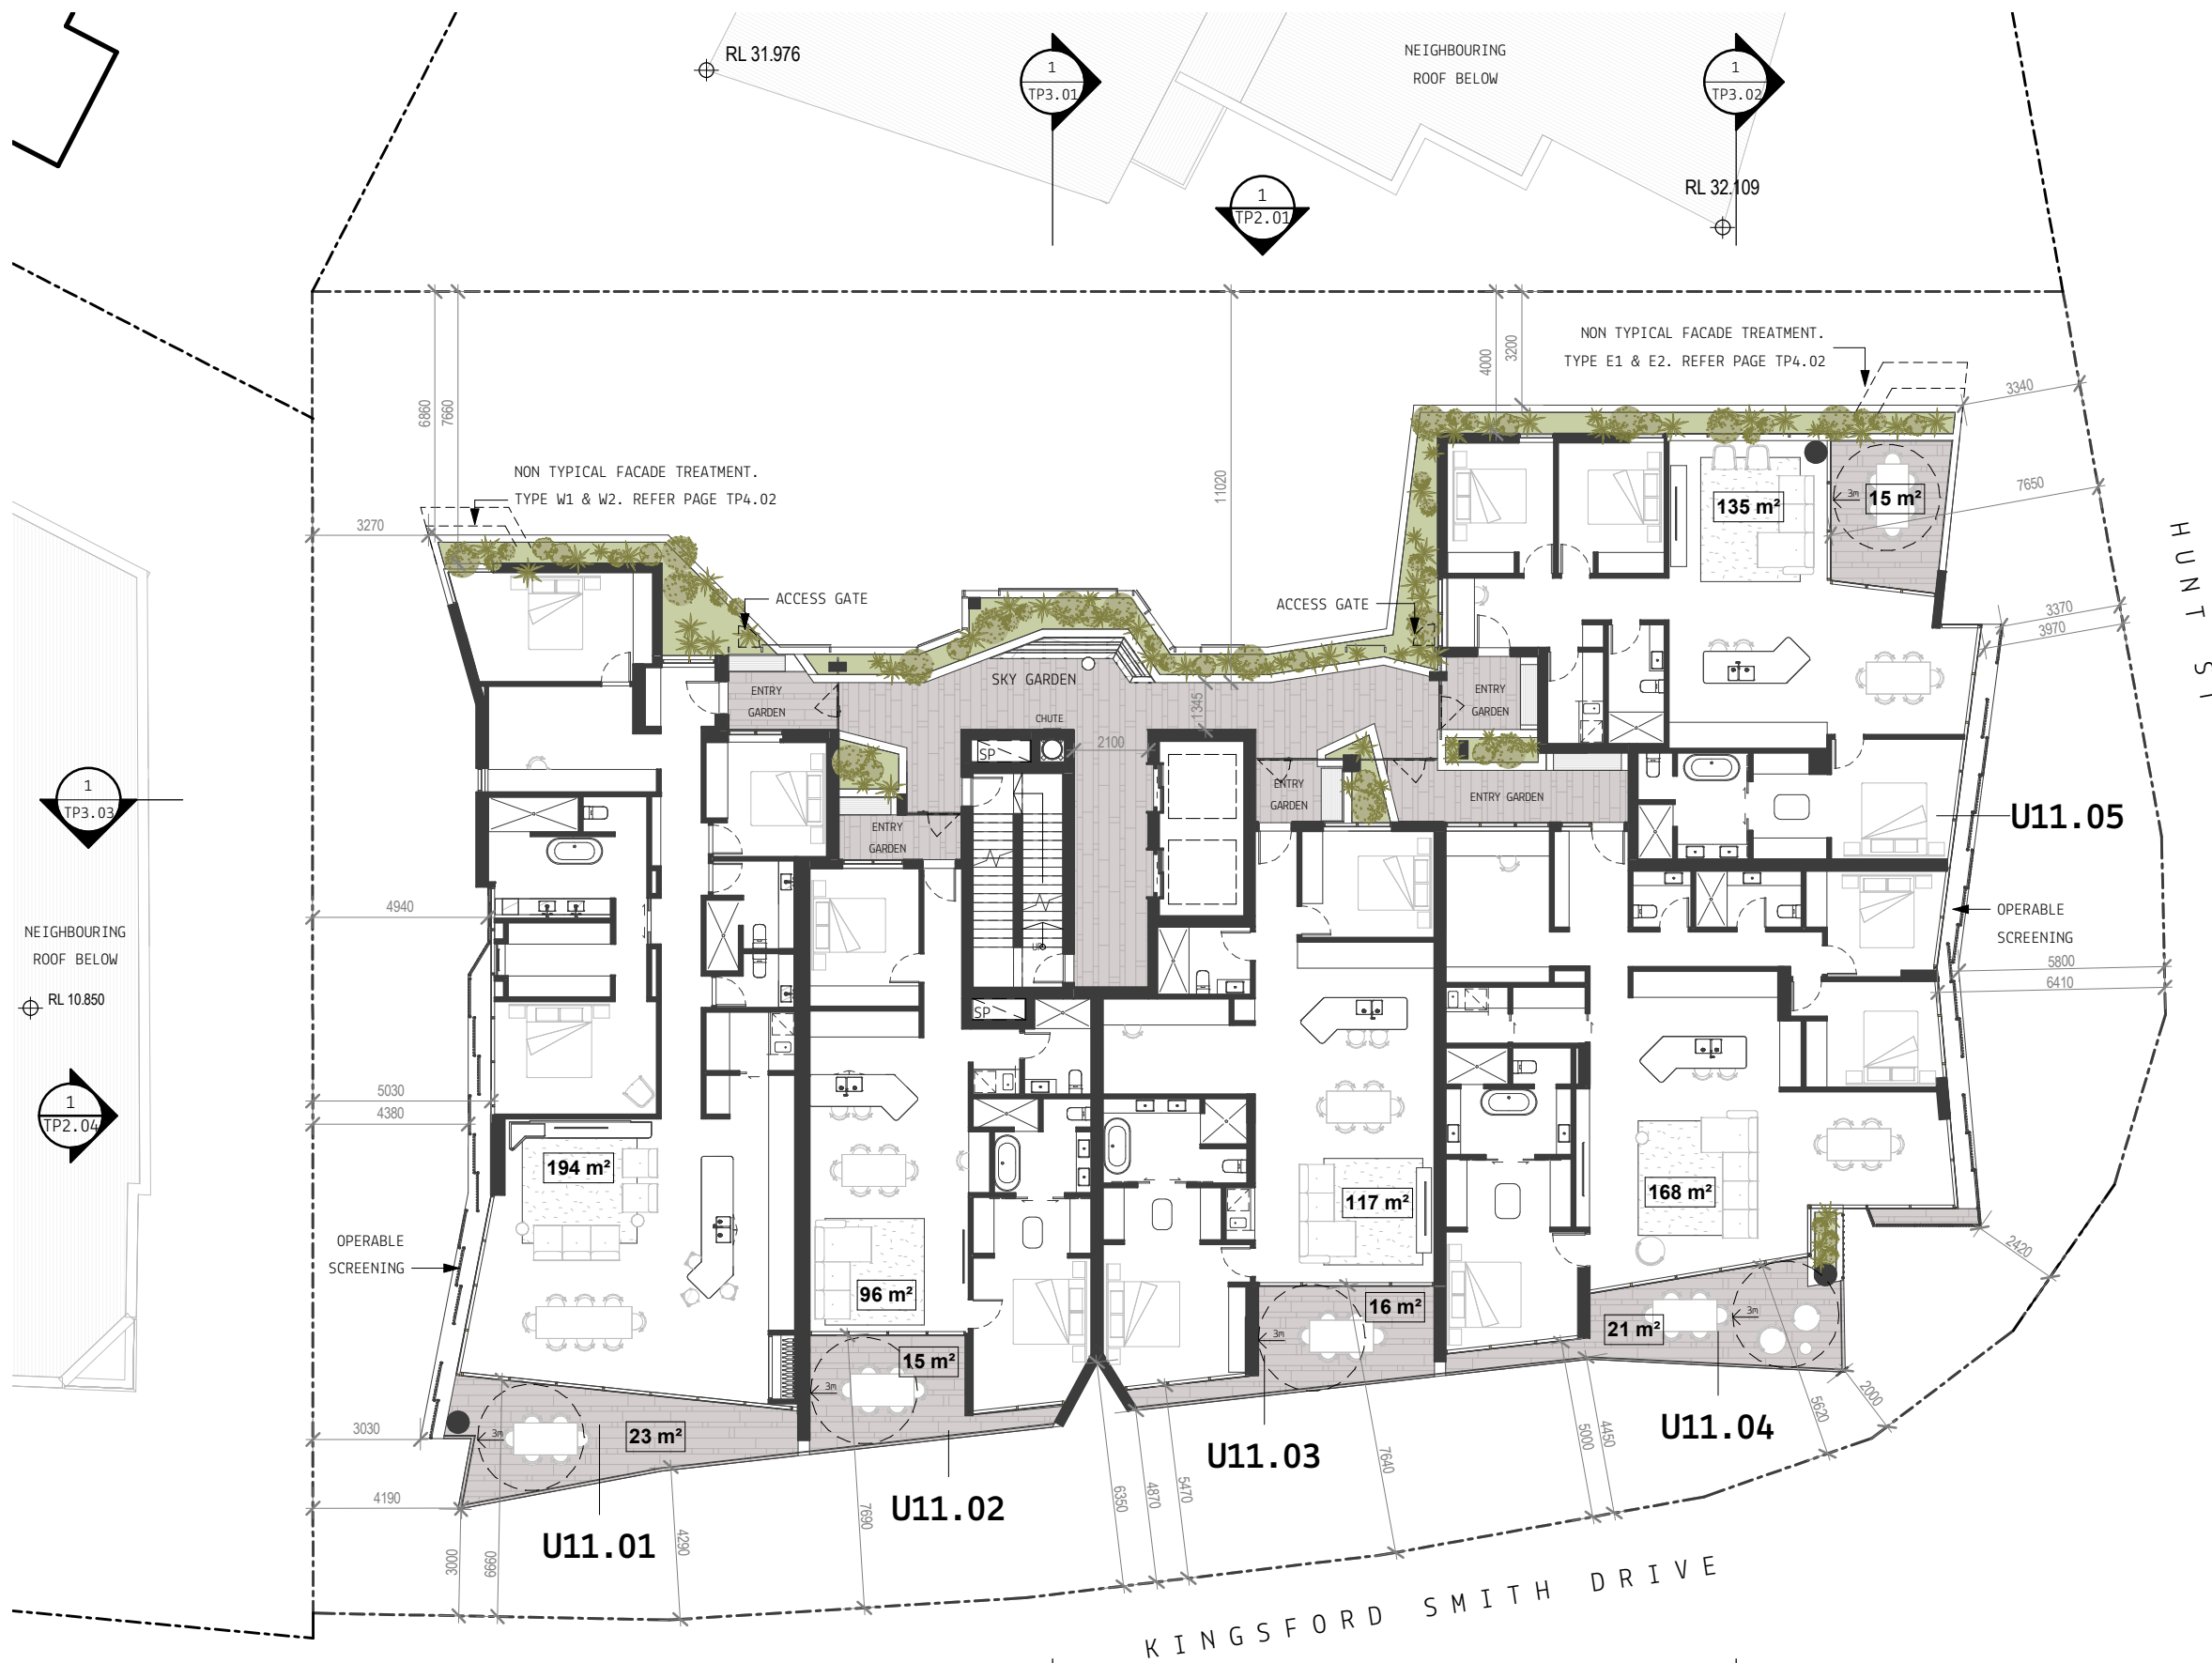 RL 31.976
1
TP3.01
NEIGHBOURING
ROOF BELOW
1
TP3.02
RL 32.109
1
TP2.01
NON TYPICAL FACADE TREATMENT.
TYPE E1 & E2. REFER PAGE TP4.02
4000
3200
3340
6860
7660
11020
NON TYPICAL FACADE TREATMENT.
TYPE W1 & W2. REFER PAGE TP4.02
3270
7650
135 m²
3m
15 m²
HUNT ST
ACCESS GATE
ACCESS GATE
3370
3970
SKY GARDEN
ENTRY
GARDEN
CHUTE
1345
ENTRY
GARDEN
2100
SP
1
TP3.03
ENTRY
GARDEN
ENTRY GARDEN
U11.05
ENTRY
GARDEN
4940
NEIGHBOURING
ROOF BELOW
RL 10.850
UP
OPERABLE
SCREENING
5800
6410
SP
5030
4380
1
TP2.04
194 m²
117 m²
168 m²
OPERABLE
SCREENING
2420
96 m²
16 m²
3m
21 m²
3m
15 m²
3m
3030
3m
23 m²
2000
5620
U11.04
5000
4450
U11.03
7640
4190
U11.02
5470
4870
6350
7690
4290
U11.01
3000
6660
KINGSFORD SMITH DRIVE